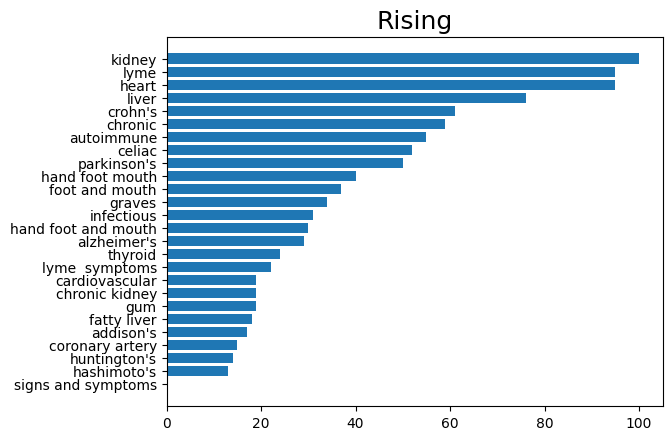 Rising
kidney
lyme
heart
liver
crohn's
chronic
autoimmune
celiac
parkinson's
hand foot mouth
foot and mouth
graves
infectious
hand foot and mouth
alzheimer's
thyroid
lyme  symptoms
cardiovascular
chronic kidney
gum
fatty liver
addison's
coronary artery
huntington's
hashimoto's
signs and symptoms
0 20 40 60 80 100